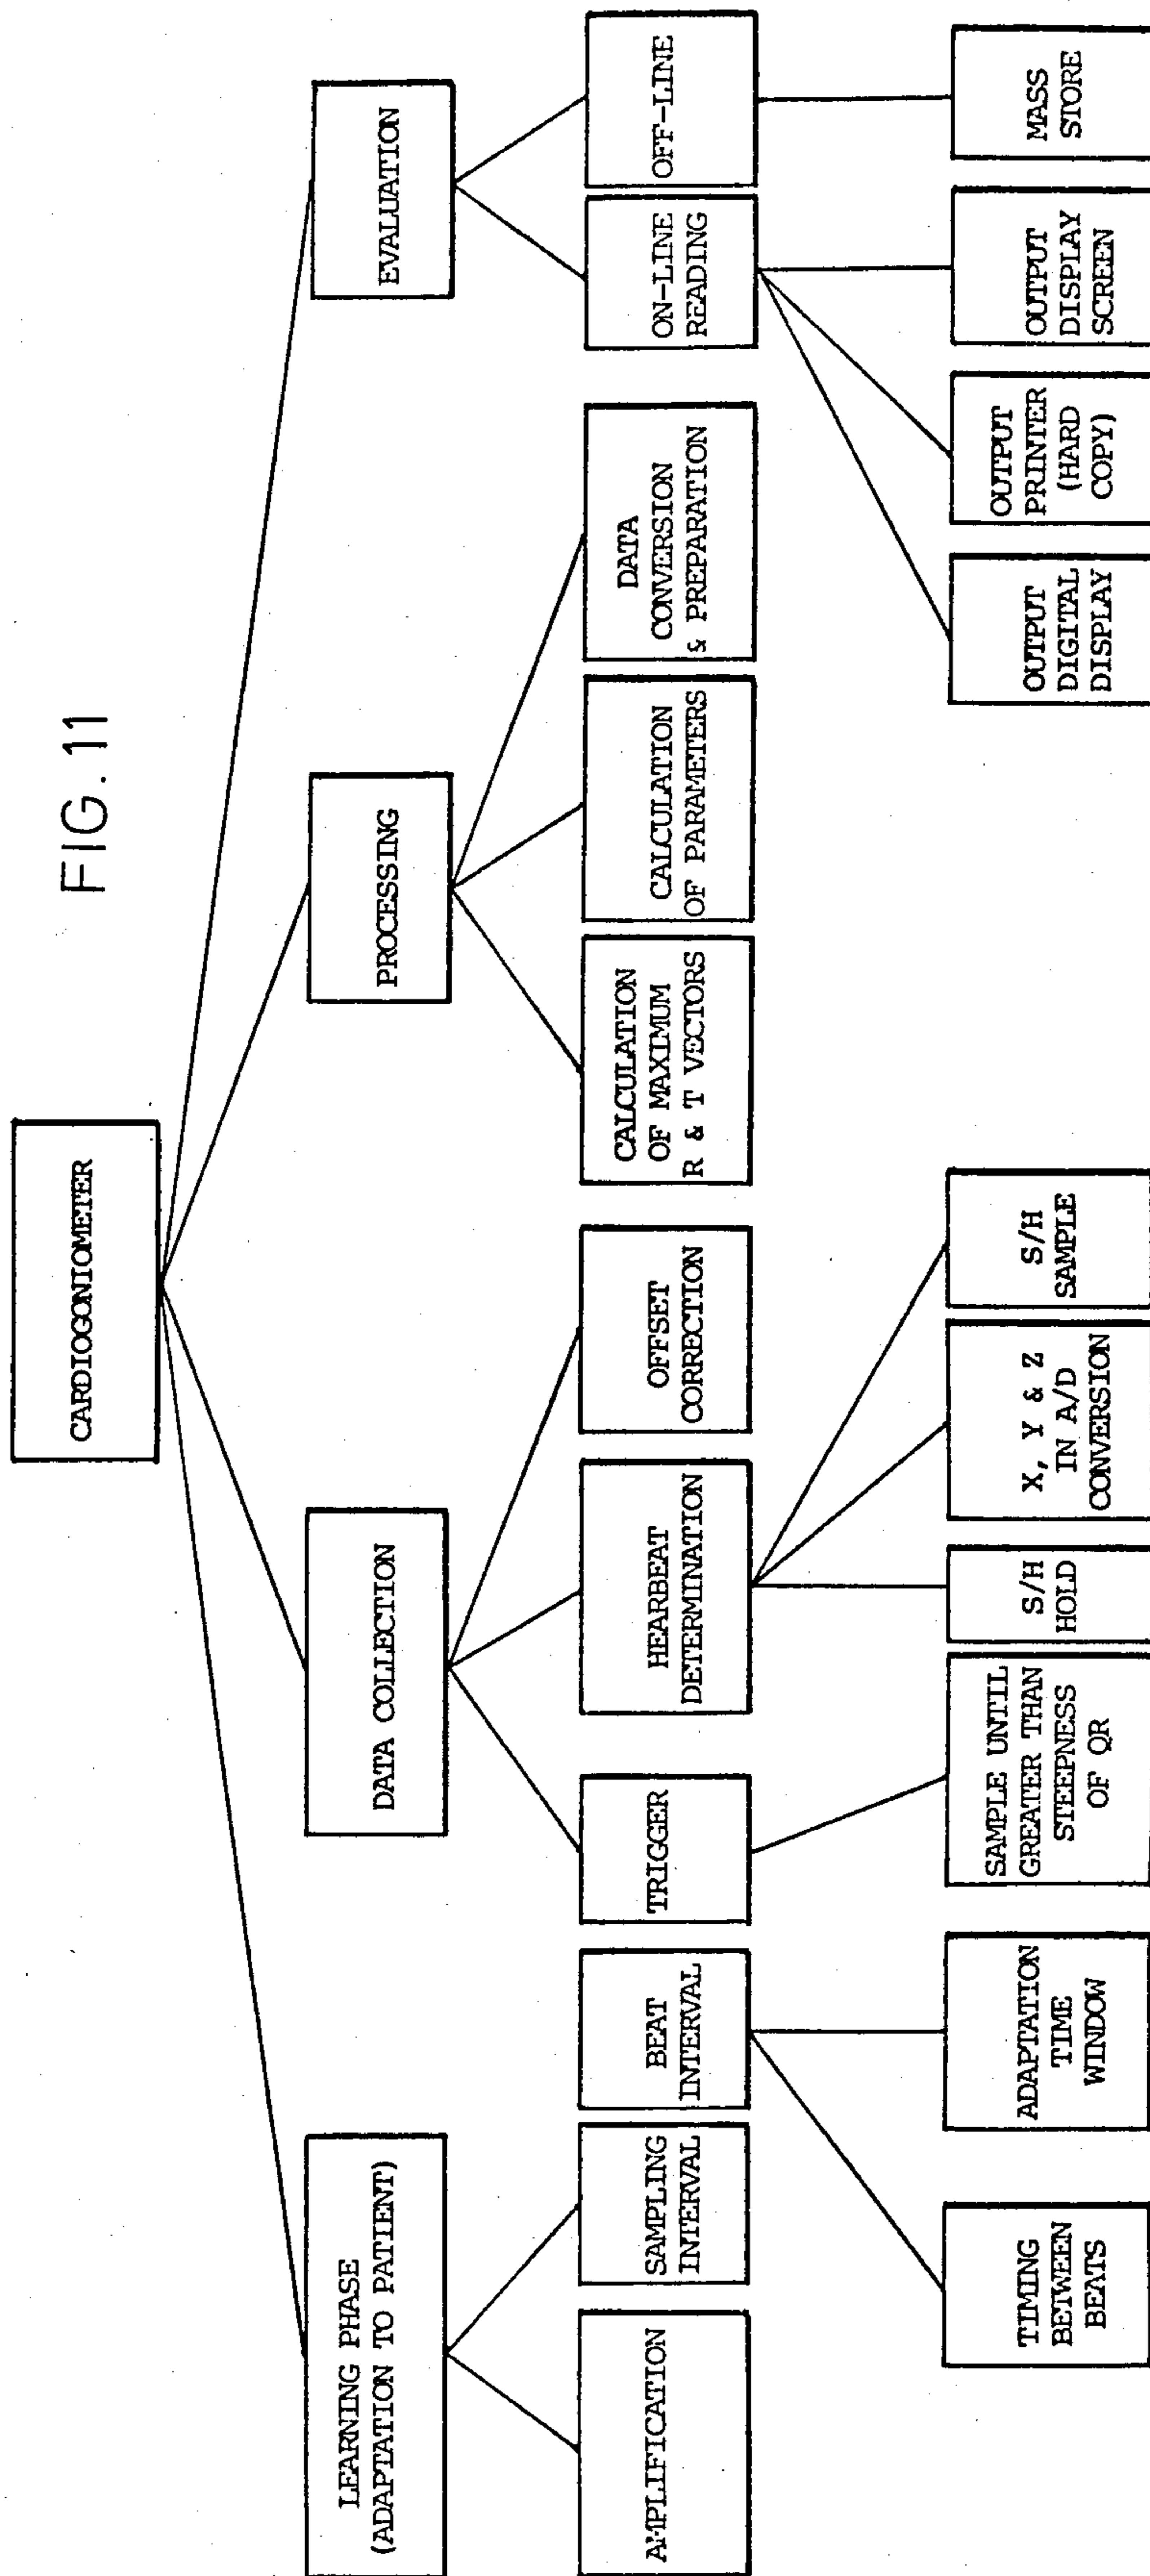 FIG.11
CARDIOGONIOMETER
LEARNING PHASE
(ADAPTATION TO PATIENT)
DATA COLLECTION
PROCESSING
EVALUATION
AMPLIFICATION
SAMPLING
INTERVAL
BEAT
INTERVAL
TRIGGER
HEARBEAT
DETERMINATION
OFFSET
CORRECTION
CALCULATION
OF MAXIMUM
R & T VECTORS
CALCULATION
OF PARAMETERS
DATA
CONVERSION
& PREPARATION
ON-LINE
READING
OFF-LINE
TIMING
BETWEEN
BEATS
ADAPTATION
TIME
WINDOW
SAMPLE UNTIL
GREATER THAN
STEEPNESS
OF QR
S/H
HOLD
X, Y & Z
IN A/D
CONVERSION
S/H
SAMPLE
OUTPUT
DIGITAL
DISPLAY
OUTPUT
PRINTER
(HARD
COPY)
OUTPUT
DISPLAY
SCREEN
MASS
STORE